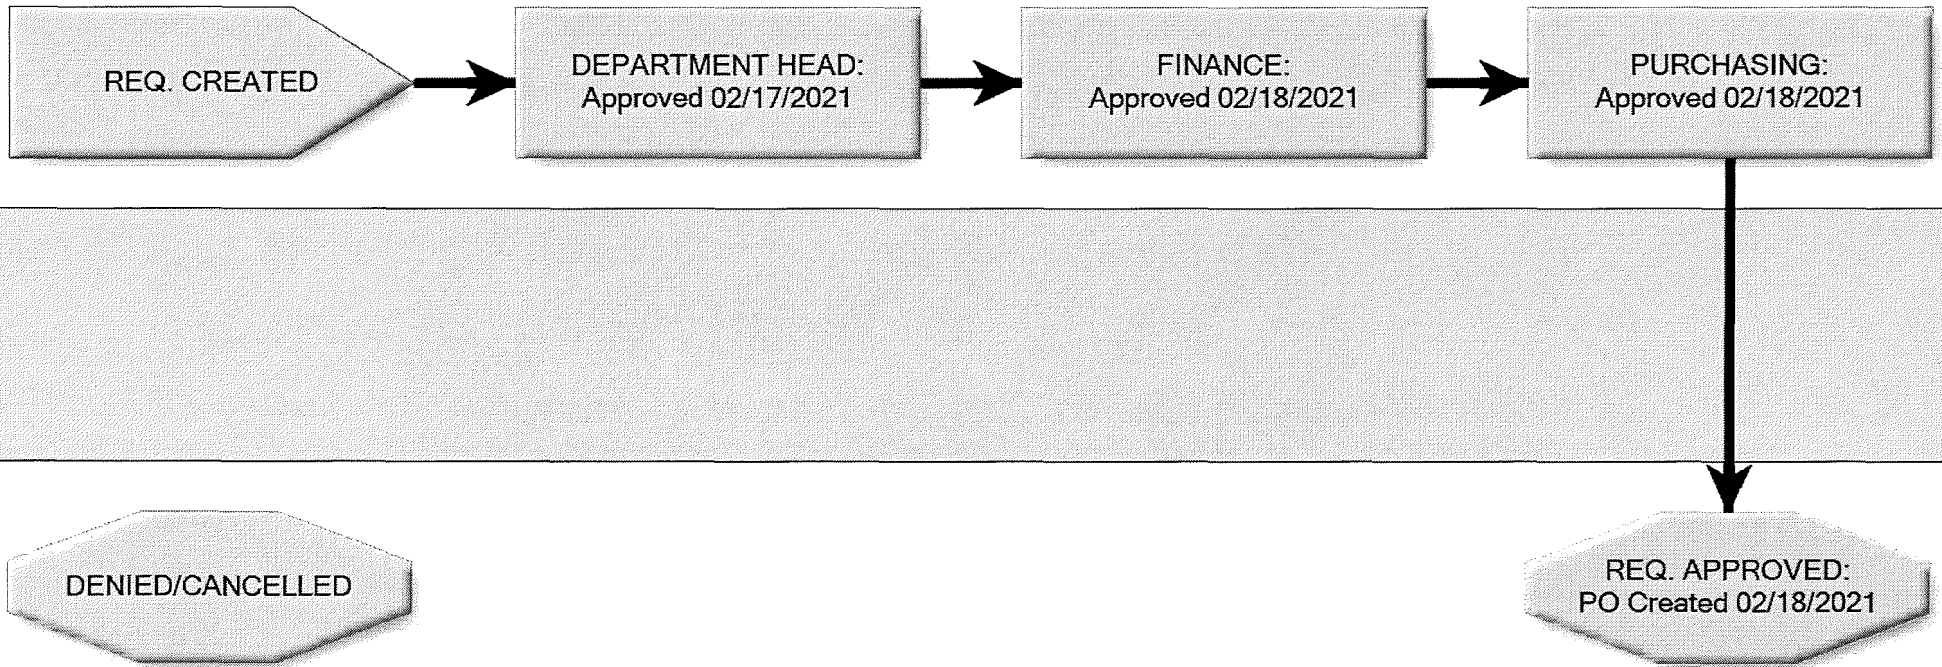 REQ. CREATED
DEPARTMENT HEAD:
Approved 02/17/2021
FINANCE:
Approved 02/18/2021
PURCHASING:
Approved 02/18/2021
DENIED/CANCELLED
REQ. APPROVED:
PO Created 02/18/2021